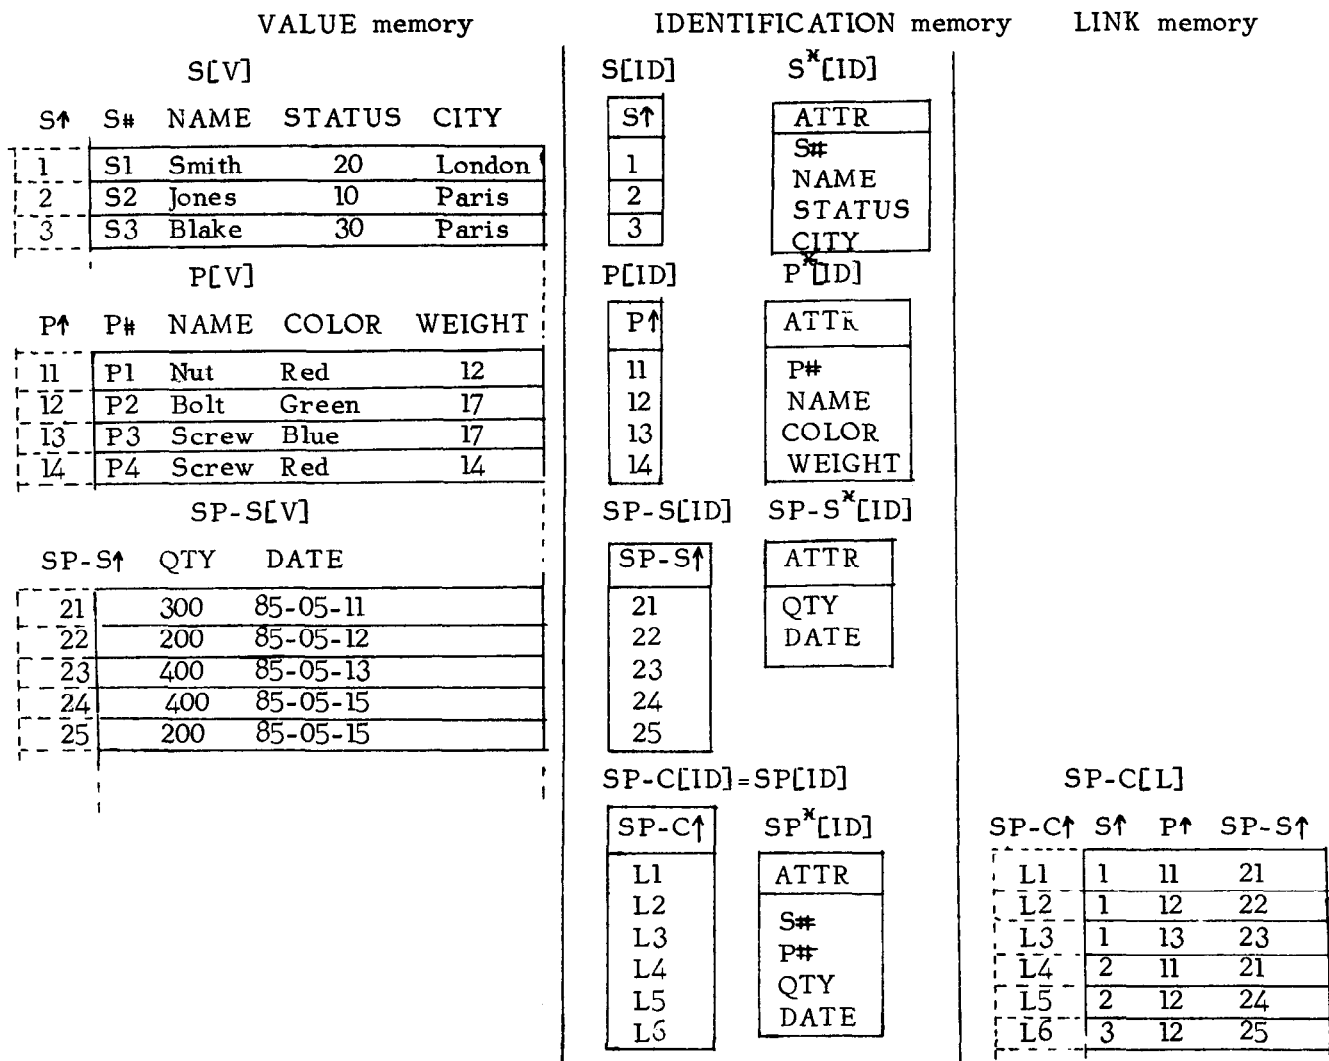 VALUE memory IDENTIFICATION memory LINK memory
S[V] S[ID] S*[ID]
S↑ S# NAME STATUS CITY S↑ ATTR
1 S1 Smith 20 London 1 S#
2 S2 Jones 10 Paris 2 NAME
3 S3 Blake 30 Paris 3 STATUS
CITY
P[V] P[ID] P*[ID]
P↑ P# NAME COLOR WEIGHT P↑ ATTR
11 P1 Nut Red 12 11 P#
12 P2 Bolt Green 17 12 NAME
13 P3 Screw Blue 17 13 COLOR
14 P4 Screw Red 14 14 WEIGHT
SP-S[V] SP-S[ID] SP-S*[ID]
SP-S↑ QTY DATE SP-S↑ ATTR
21 300 85-05-11 21 QTY
22 200 85-05-12 22 DATE
23 400 85-05-13 23
24 400 85-05-15 24
25 200 85-05-15 25
SP-C[ID]=SP[ID] SP-C[L]
SP-C↑ SP*[ID] SP-C↑ S↑ P↑ SP-S↑
L1 ATTR L1 1 11 21
L2 S# L2 1 12 22
L3 P# L3 1 13 23
L4 QTY L4 2 11 21
L5 DATE L5 2 12 24
L6 L6 3 12 25